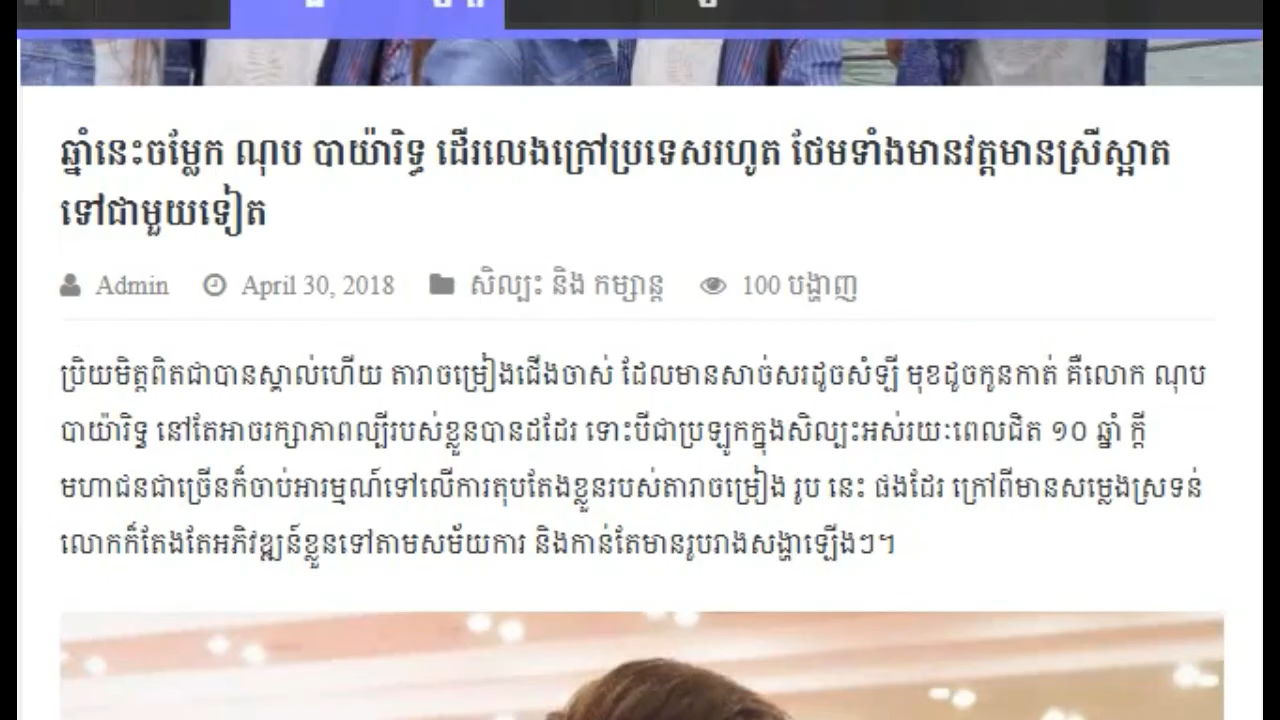 ឆ្នាំនេះចម្លែក ណុប បាយ៉ារិទ្ធ ដើរលេងក្រៅប្រទេសរហូត ថែមទាំងមានវត្តមានស្រីស្អាត
ទៅជាមួយទៀត
Admin April 30, 2018 សិល្បះ និង កម្សាន្ត 100 បង្ហាញ
ប្រិយមិត្តពិតជាបានស្គាល់ហើយ តារាចម្រៀងជើងចាស់ ដែលមានសាច់សរដូចសំឡី មុខដូចកូនកាត់ គឺលោក ណុប
បាយ៉ារិទ្ធ នៅតែអាចរក្សាភាពល្បីរបស់ខ្លួនបានដដែរ ទោះបីជាប្រឡូកក្នុងសិល្បះអស់រយៈពេលជិត ១០ ឆ្នាំ ក្តី
មហាជនជាច្រើនក៏ចាប់អារម្មណ៍ទៅលើការតុបតែងខ្លួនរបស់តារាចម្រៀង រូប នេះ ផងដែរ ក្រៅពីមានសម្លេងស្រទន់
លោកក៏តែងតែអភិវឌ្ឍន៍ខ្លួនទៅតាមសម័យការ និងកាន់តែមានរូបរាងសង្ហាឡើងៗ។